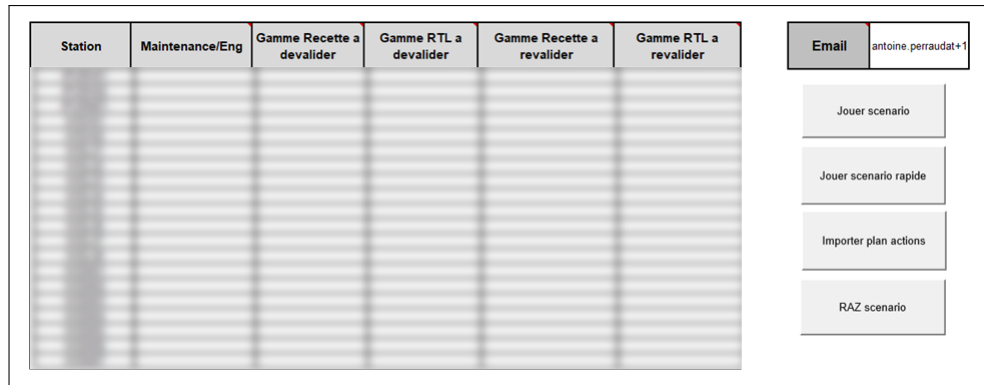 Station
Maintenance/Eng
Gamme Recette a
devalider
Gamme RTL a
devalider
Gamme Recette a
revalider
Gamme RTL a
revalider
Email
antoine.perraudat+1
Jouer scenario
Jouer scenario rapide
Importer plan actions
RAZ scenario